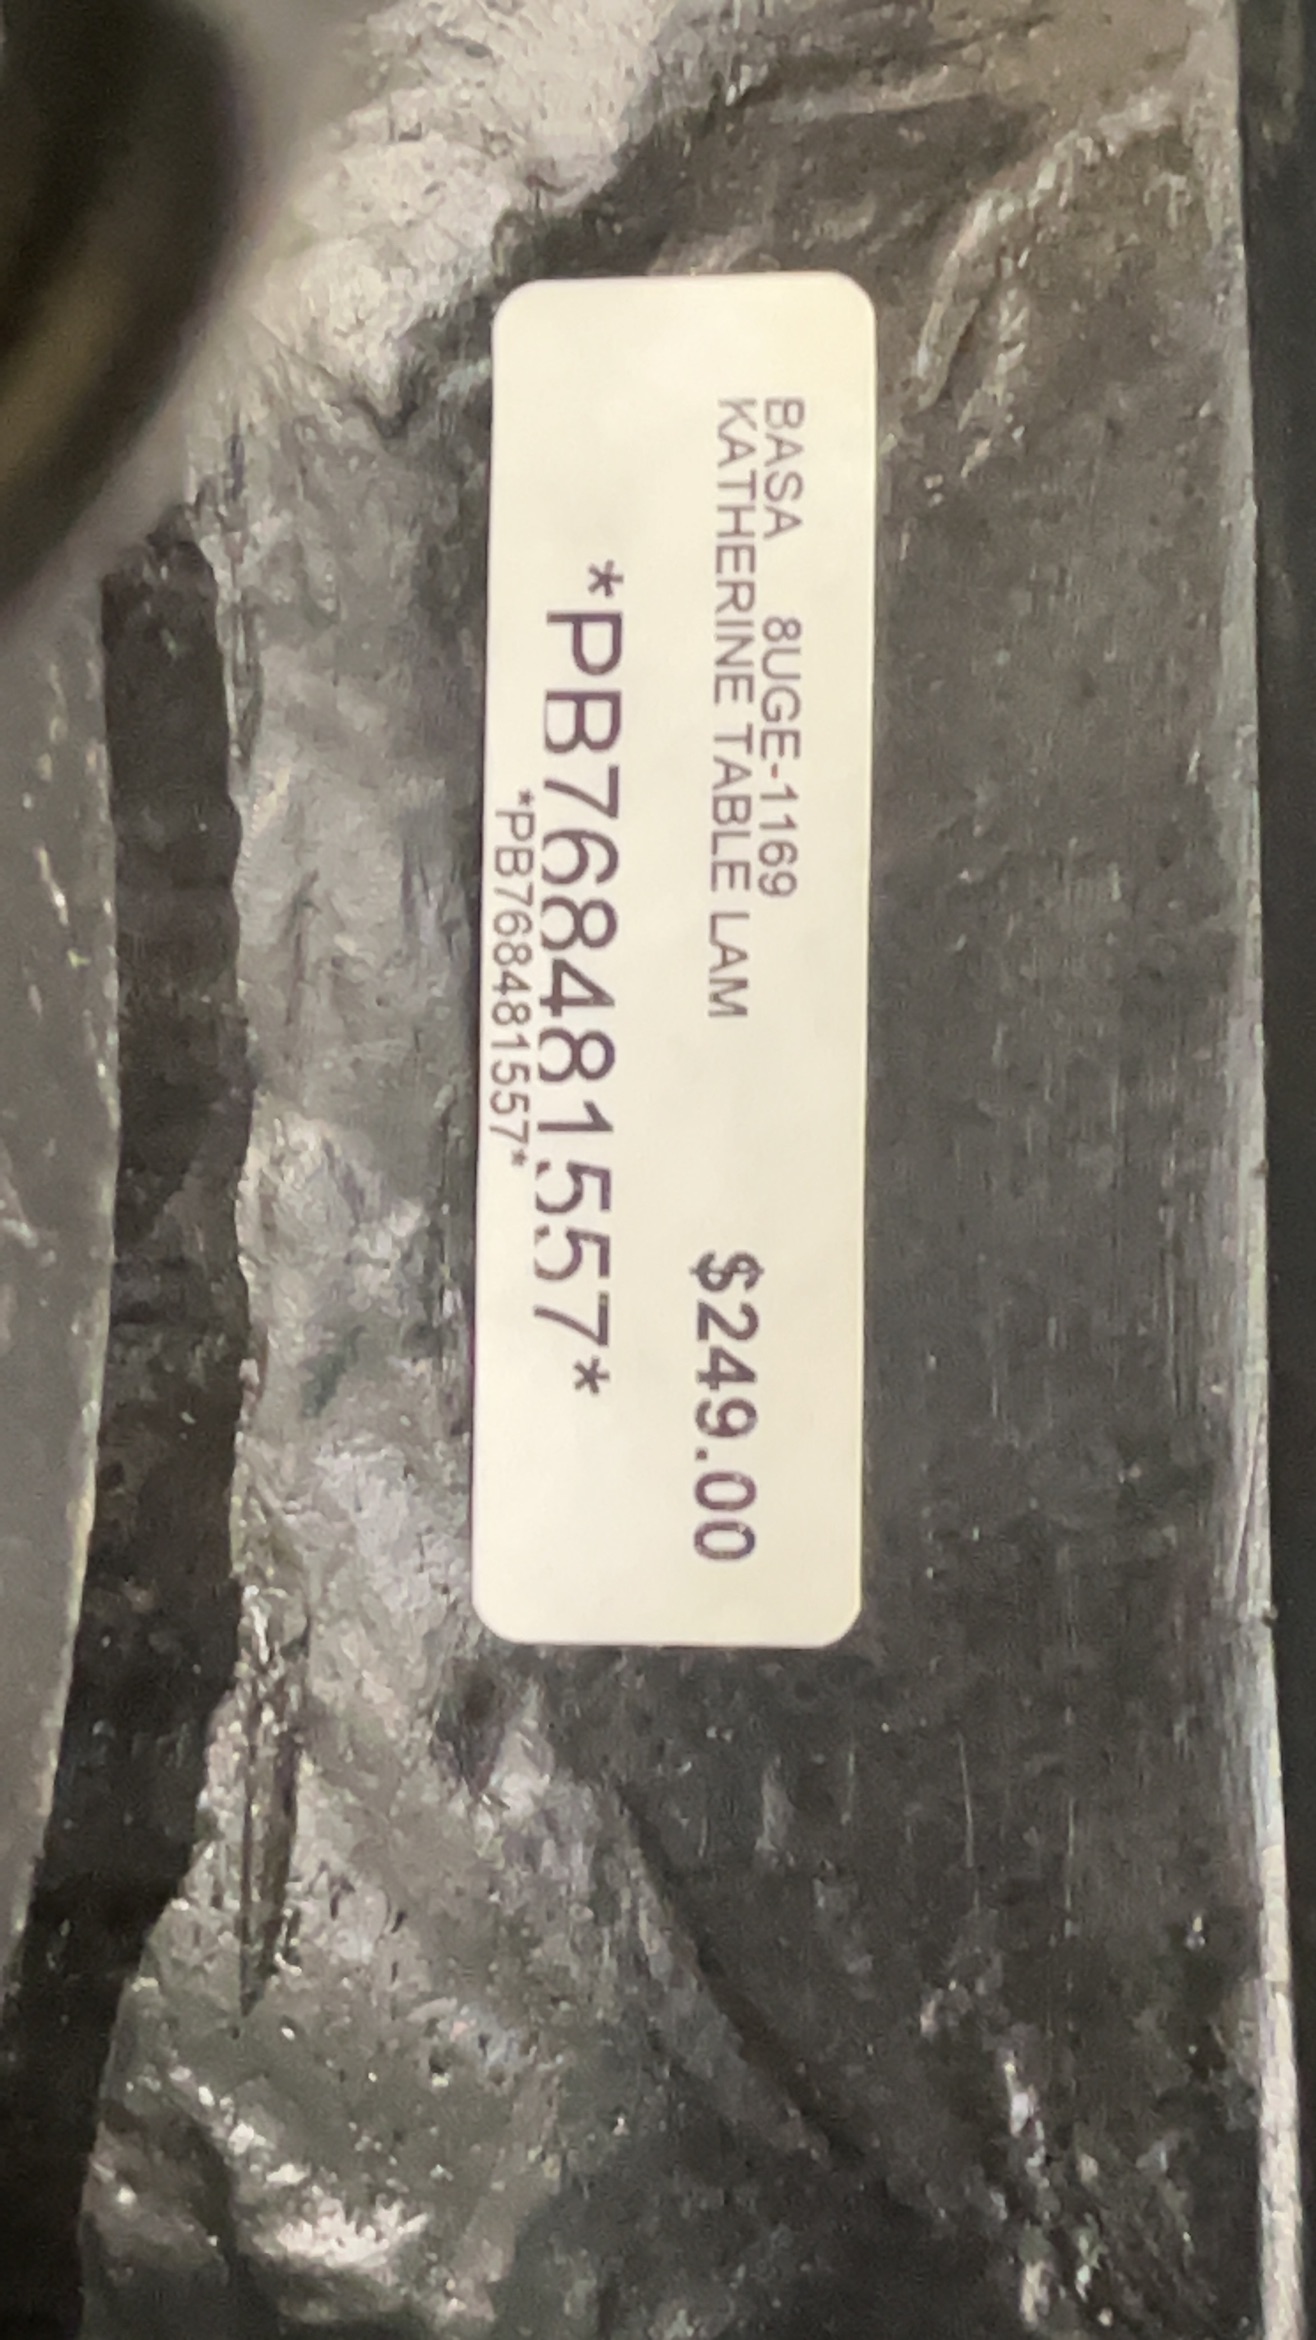 BASA 8UGE-1169
KATHERINE TABLE LAM
$249.00
*PB768481557*
*PB768481557*